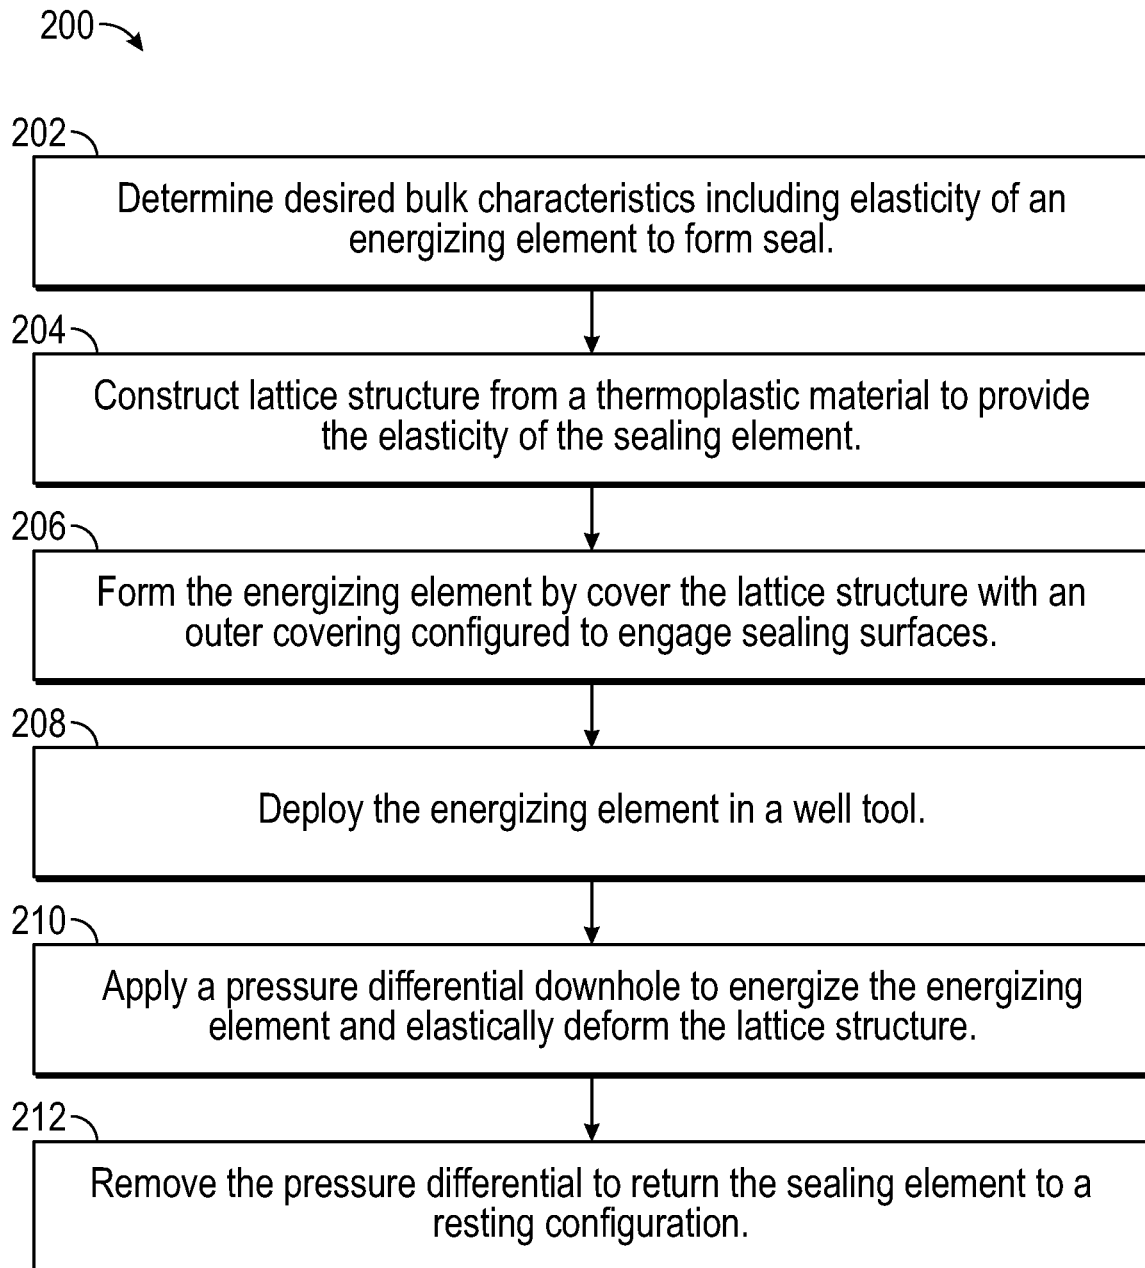 200
202
Determine desired bulk characteristics including elasticity of an
energizing element to form seal.
204
Construct lattice structure from a thermoplastic material to provide
the elasticity of the sealing element.
206
Form the energizing element by cover the lattice structure with an
outer covering configured to engage sealing surfaces.
208
Deploy the energizing element in a well tool.
210
Apply a pressure differential downhole to energize the energizing
element and elastically deform the lattice structure.
212
Remove the pressure differential to return the sealing element to a
resting configuration.